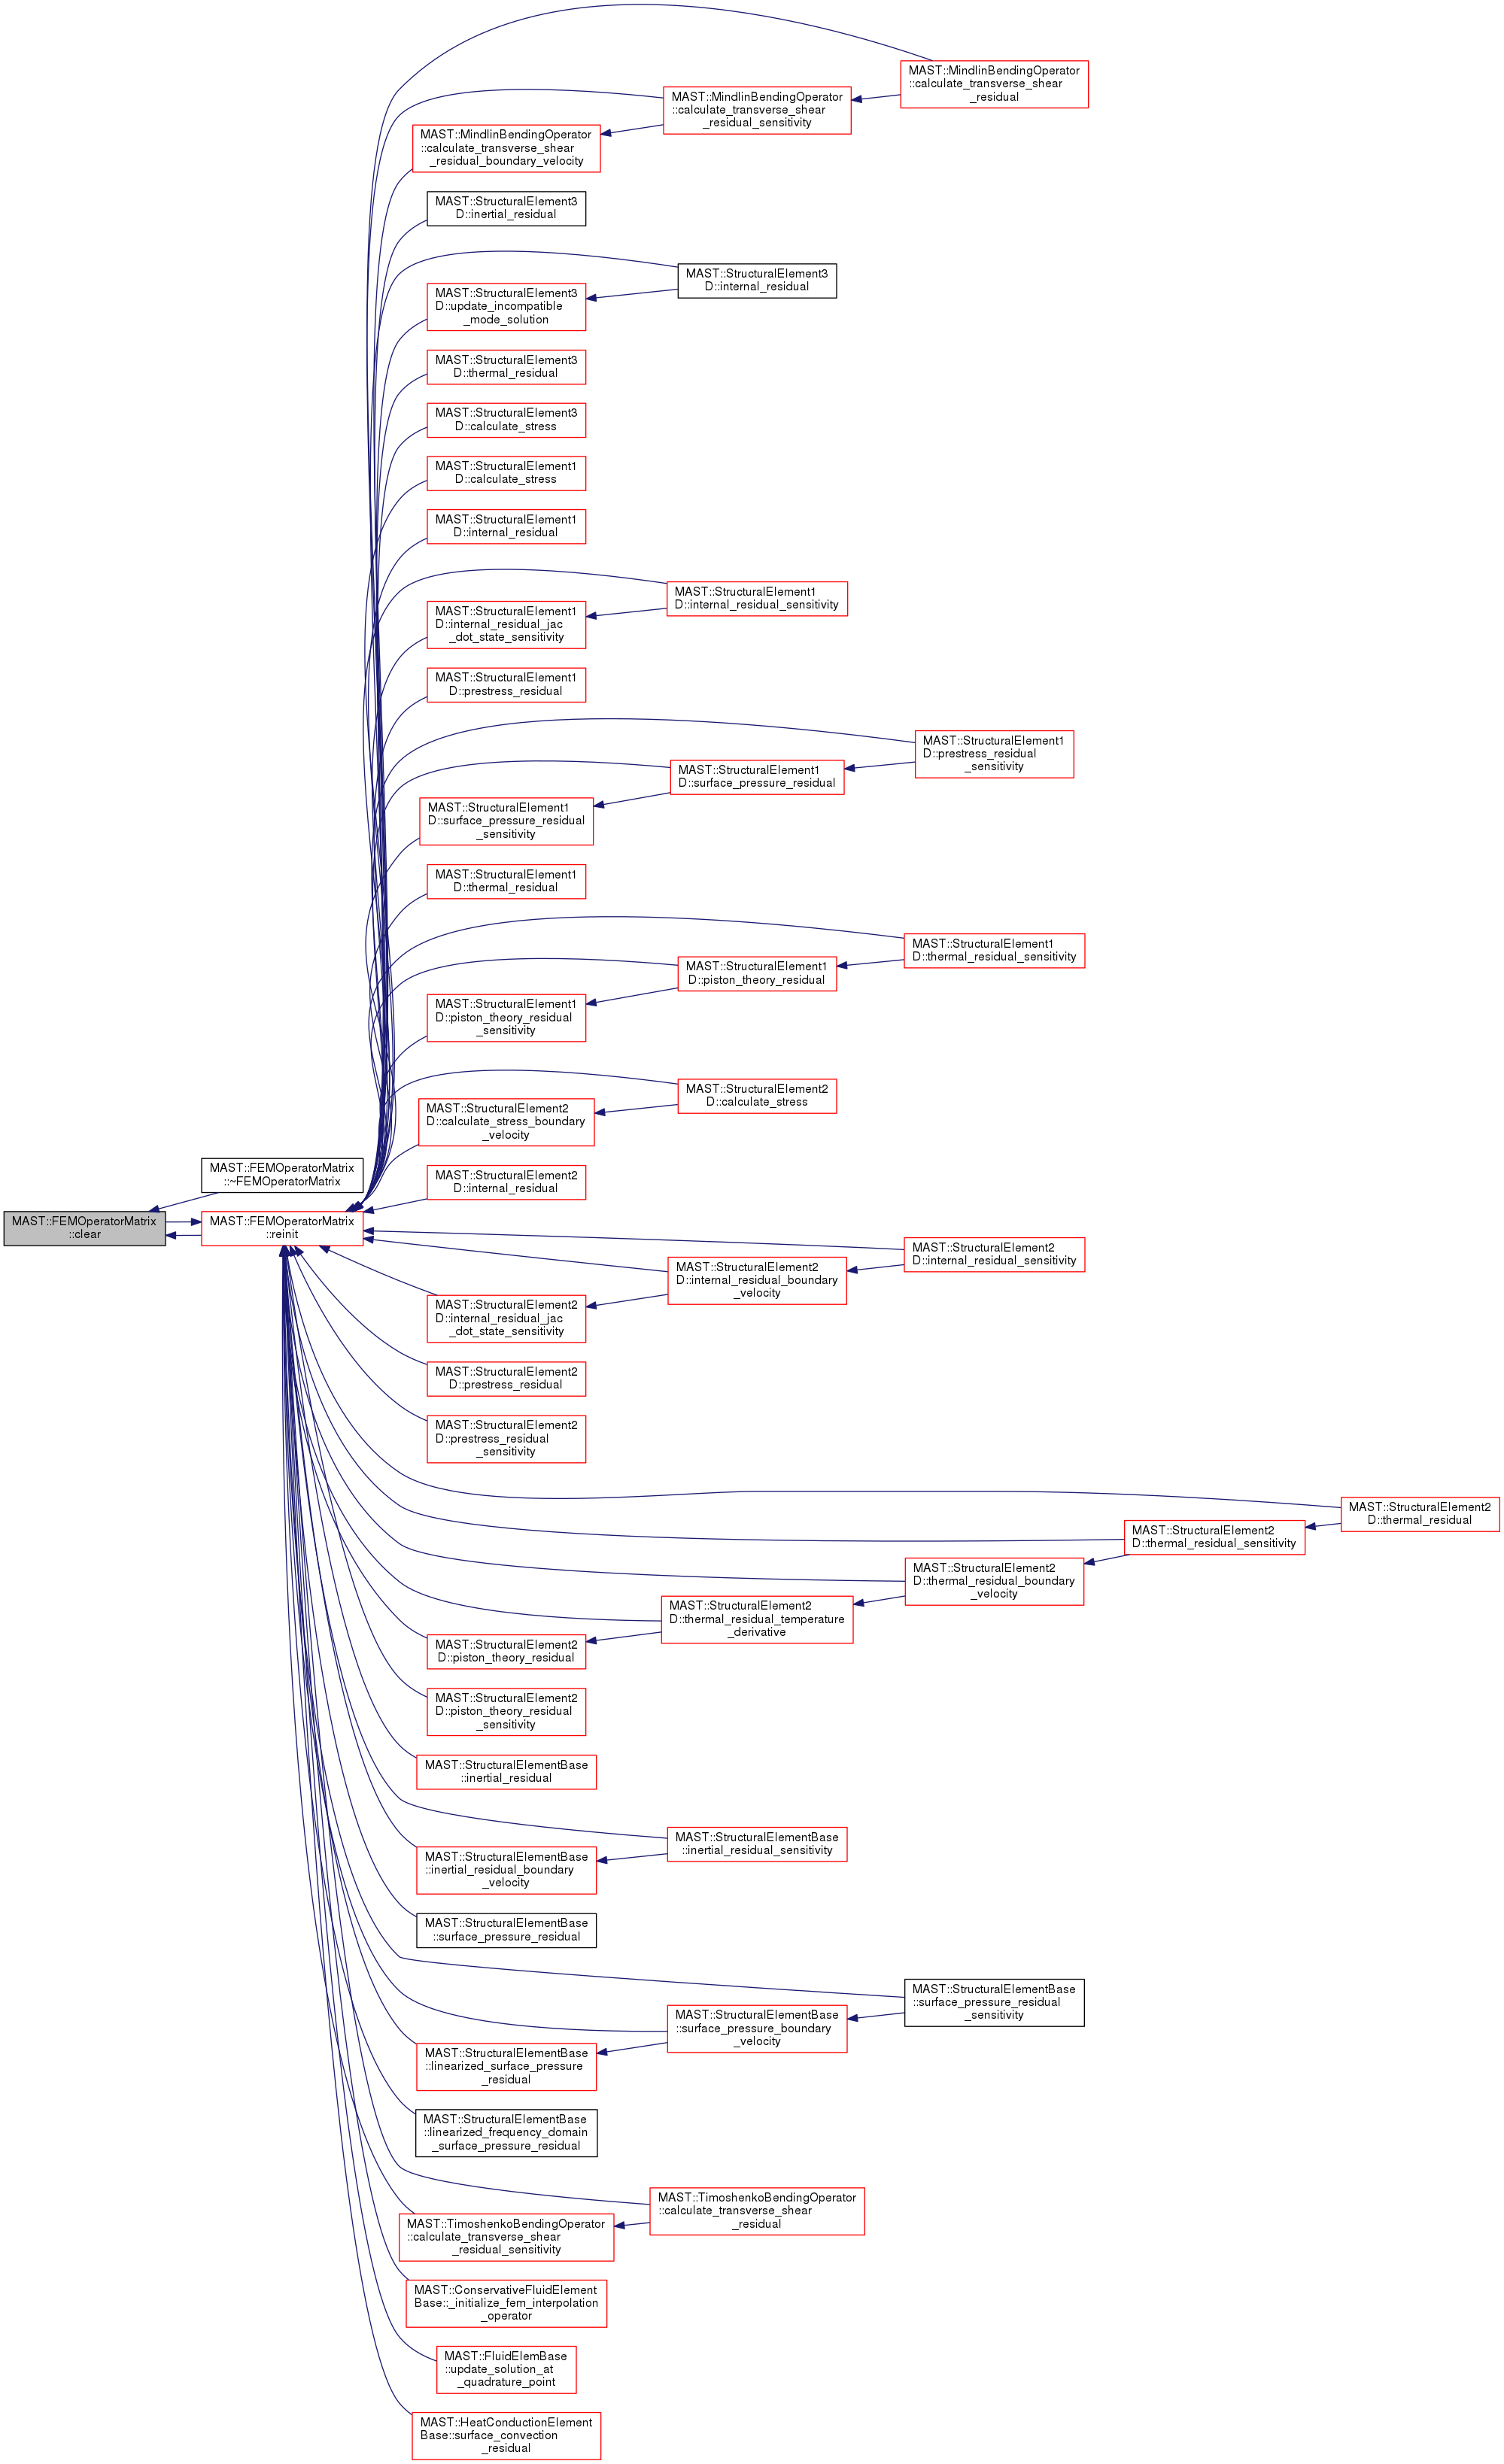 MAST::MindlinBendingOperator
::calculate_transverse_shear
_residual
MAST::MindlinBendingOperator
::calculate_transverse_shear
_residual_sensitivity
MAST::MindlinBendingOperator
::calculate_transverse_shear
_residual_boundary_velocity
MAST::StructuralElement3
D::inertial_residual
MAST::StructuralElement3
D::internal_residual
MAST::StructuralElement3
D::update_incompatible
_mode_solution
MAST::StructuralElement3
D::thermal_residual
MAST::StructuralElement3
D::calculate_stress
MAST::StructuralElement1
D::calculate_stress
MAST::StructuralElement1
D::internal_residual
MAST::StructuralElement1
D::internal_residual_sensitivity
MAST::StructuralElement1
D::internal_residual_jac
_dot_state_sensitivity
MAST::StructuralElement1
D::prestress_residual
MAST::StructuralElement1
D::prestress_residual
_sensitivity
MAST::StructuralElement1
D::surface_pressure_residual
MAST::StructuralElement1
D::surface_pressure_residual
_sensitivity
MAST::StructuralElement1
D::thermal_residual
MAST::StructuralElement1
D::thermal_residual_sensitivity
MAST::StructuralElement1
D::piston_theory_residual
MAST::StructuralElement1
D::piston_theory_residual
_sensitivity
MAST::StructuralElement2
D::calculate_stress
MAST::StructuralElement2
D::calculate_stress_boundary
_velocity
MAST::FEMOperatorMatrix
::~FEMOperatorMatrix
MAST::StructuralElement2
D::internal_residual
MAST::FEMOperatorMatrix
::clear
MAST::FEMOperatorMatrix
::reinit
MAST::StructuralElement2
D::internal_residual_sensitivity
MAST::StructuralElement2
D::internal_residual_boundary
_velocity
MAST::StructuralElement2
D::internal_residual_jac
_dot_state_sensitivity
MAST::StructuralElement2
D::prestress_residual
MAST::StructuralElement2
D::prestress_residual
_sensitivity
MAST::StructuralElement2
D::thermal_residual
MAST::StructuralElement2
D::thermal_residual_sensitivity
MAST::StructuralElement2
D::thermal_residual_boundary
_velocity
MAST::StructuralElement2
D::thermal_residual_temperature
_derivative
MAST::StructuralElement2
D::piston_theory_residual
MAST::StructuralElement2
D::piston_theory_residual
_sensitivity
MAST::StructuralElementBase
::inertial_residual
MAST::StructuralElementBase
::inertial_residual_sensitivity
MAST::StructuralElementBase
::inertial_residual_boundary
_velocity
MAST::StructuralElementBase
::surface_pressure_residual
MAST::StructuralElementBase
::surface_pressure_residual
_sensitivity
MAST::StructuralElementBase
::surface_pressure_boundary
_velocity
MAST::StructuralElementBase
::linearized_surface_pressure
_residual
MAST::StructuralElementBase
::linearized_frequency_domain
_surface_pressure_residual
MAST::TimoshenkoBendingOperator
::calculate_transverse_shear
_residual
MAST::TimoshenkoBendingOperator
::calculate_transverse_shear
_residual_sensitivity
MAST::ConservativeFluidElement
Base::_initialize_fem_interpolation
_operator
MAST::FluidElemBase
::update_solution_at
_quadrature_point
MAST::HeatConductionElement
Base::surface_convection
_residual